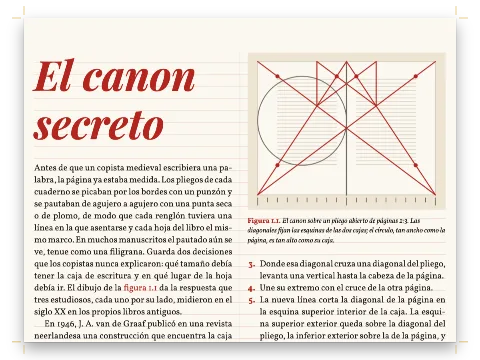 El canon
secreto
Antes de que un copista medieval escribiera una pa-
labra, la página ya estaba medida. Los pliegos de cada
cuaderno se picaban por los bordes con un punzón y
se pautaban de agujero a agujero con una punta seca
o de plomo, de modo que cada renglón tuviera una
línea en la que asentarse y cada hoja del libro el mis-
mo marco. En muchos manuscritos el pautado aún se
ve, tenue como una filigrana. Guarda dos decisiones
que los copistas nunca explicaron: qué tamaño debía
tener la caja de escritura y en qué lugar de la hoja
debía ir. El dibujo de la figura 1.1 da la respuesta que
tres estudiosos, cada uno por su lado, midieron en el
siglo XX en los propios libros antiguos.
En 1946, J. A. van de Graaf publicó en una revista
neerlandesa una construcción que encuentra la caja
Figura 1.1. El canon sobre un pliego abierto de páginas 2:3. Las
diagonales fijan las esquinas de las dos cajas; el círculo, tan ancho como la
página, es tan alto como su caja.
3. Donde esa diagonal cruza una diagonal del pliego,
levanta una vertical hasta la cabeza de la página.
4. Une su extremo con el cruce de la otra página.
5. La nueva línea corta la diagonal de la página en
la esquina superior interior de la caja. La esqui-
na superior exterior queda sobre la diagonal del
pliego, la inferior exterior sobre la de la página, y